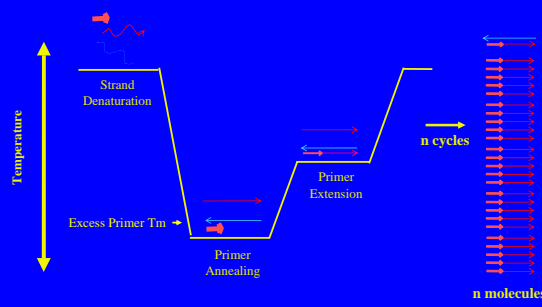 Strand
Denaturation
Temperature
n cycles
Primer
Extension
Excess Primer Tm
Primer
Annealing
n molecules